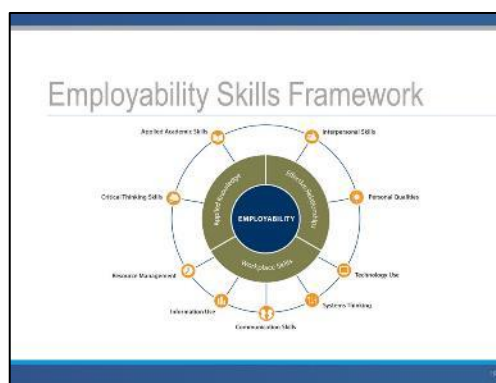 Employability Skills Framework
Applied Academic Skills
Interpersonal Skills
Critical Thinking Skills
Applied Knowledge
Effective Relationships
Personal Qualities
EMPLOYABILITY
Workplace Skills
Resource Management
Technology Use
Information Use
Systems Thinking
Communication Skills